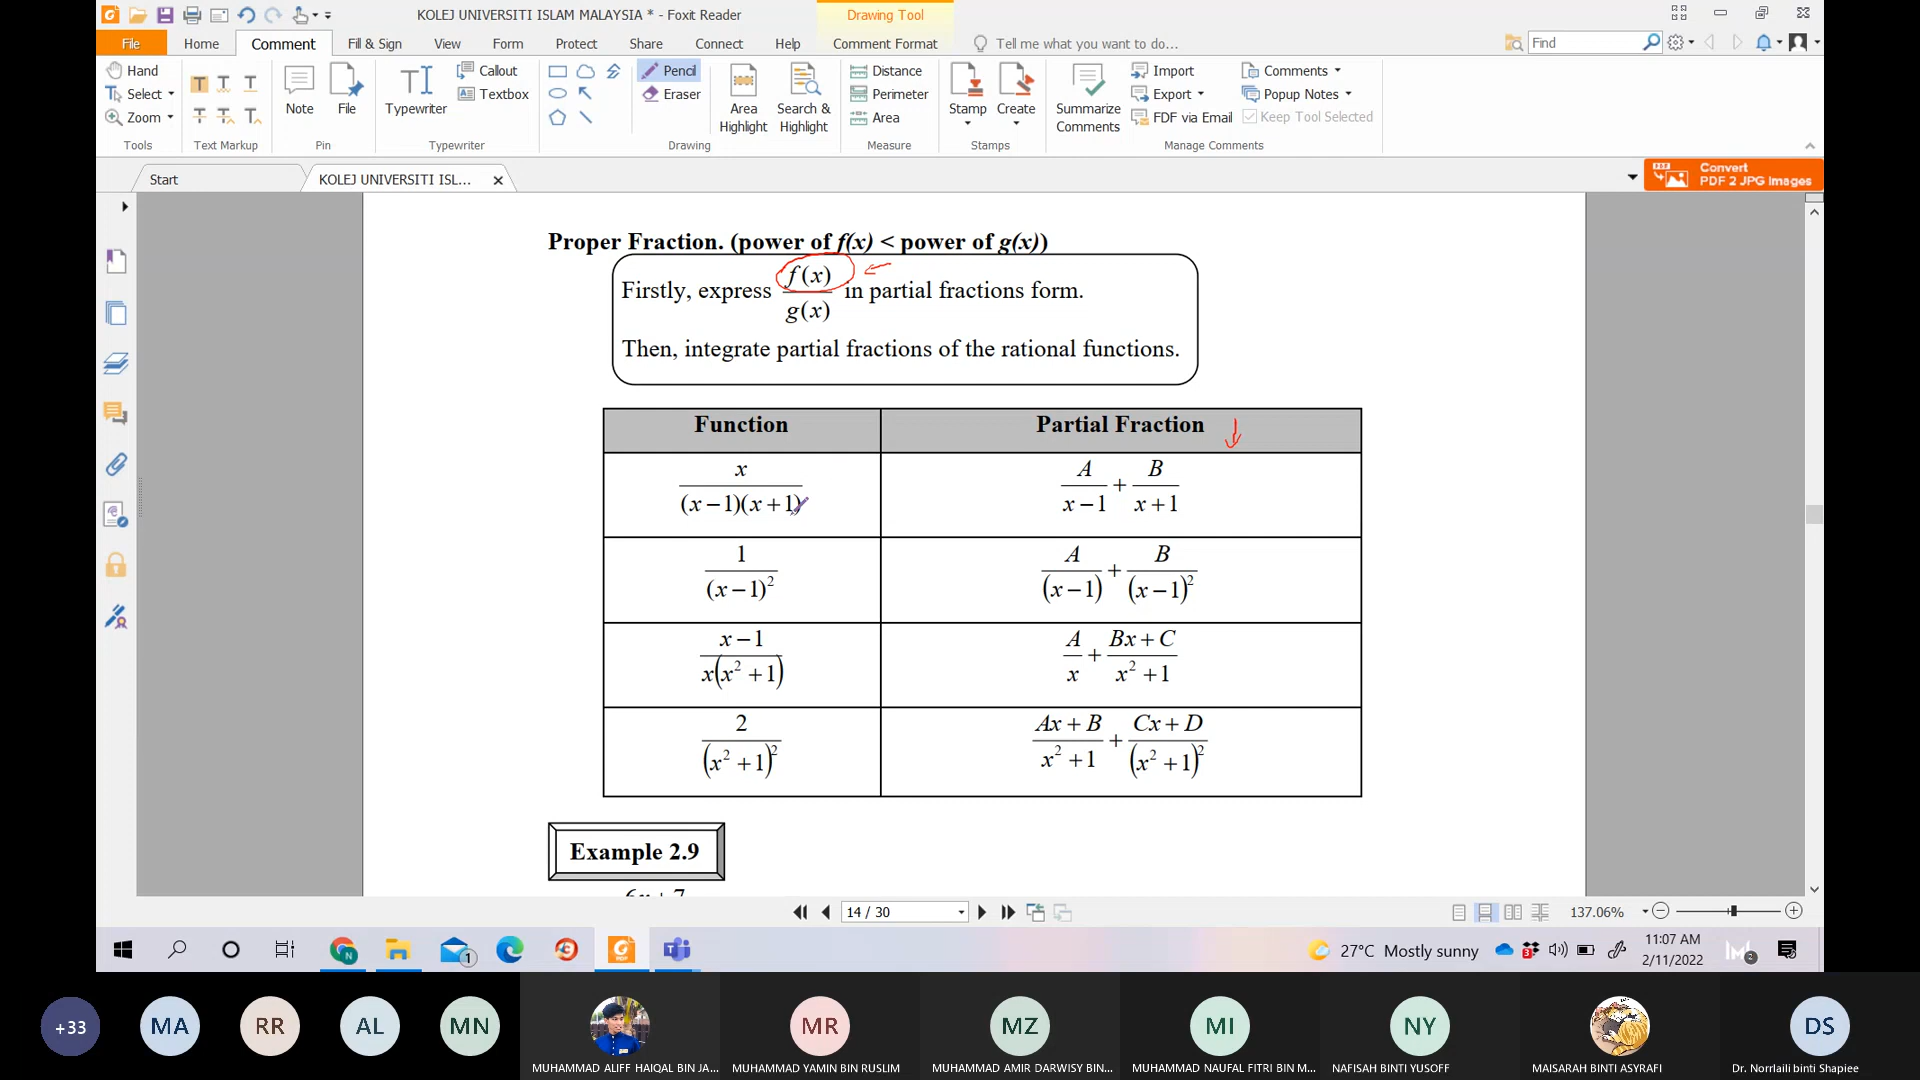 KOLEJ UNIVERSITI ISLAM MALAYSIA * - Foxit Reader
Drawing Tool
File Home Comment Fill & Sign View Form Protect Share Connect Help Comment Format Tell me what you want to do... Find
Hand
Select
Zoom
Tools
Text Markup
Note
File
Pin
Typewriter
Callout
Textbox
Typewriter
Pencil
Eraser
Area Highlight
Search & Highlight
Drawing
Distance
Perimeter
Area
Measure
Stamp
Create
Stamps
Summarize Comments
Import
Export
FDF via Email
Comments
Popup Notes
Keep Tool Selected
Manage Comments
Start
KOLEJ UNIVERSITI ISL...
Convert
PDF 2 JPG Images
Proper Fraction. (power of f(x) < power of g(x))
Firstly, express f(x)/g(x) in partial fractions form.
Then, integrate partial fractions of the rational functions.
Function Partial Fraction
x/((x−1)(x+1)) A/(x−1) + B/(x+1)
1/(x−1)² A/(x−1) + B/(x−1)²
(x−1)/(x(x²+1)) A/x + (Bx+C)/(x²+1)
2/(x²+1)² (Ax+B)/(x²+1) + (Cx+D)/(x²+1)²
Example 2.9
14 / 30
137.06%
1
27°C Mostly sunny
3
11:07 AM
2/11/2022
2
+33 MA RR AL MN MR MZ MI NY DS
MUHAMMAD ALIFF HAIQAL BIN JA...
MUHAMMAD YAMIN BIN RUSLIM
MUHAMMAD AMIR DARWISY BIN...
MUHAMMAD NAUFAL FITRI BIN M...
NAFISAH BINTI YUSOFF
MAISARAH BINTI ASYRAFI
Dr. Norrlaili binti Shapiee